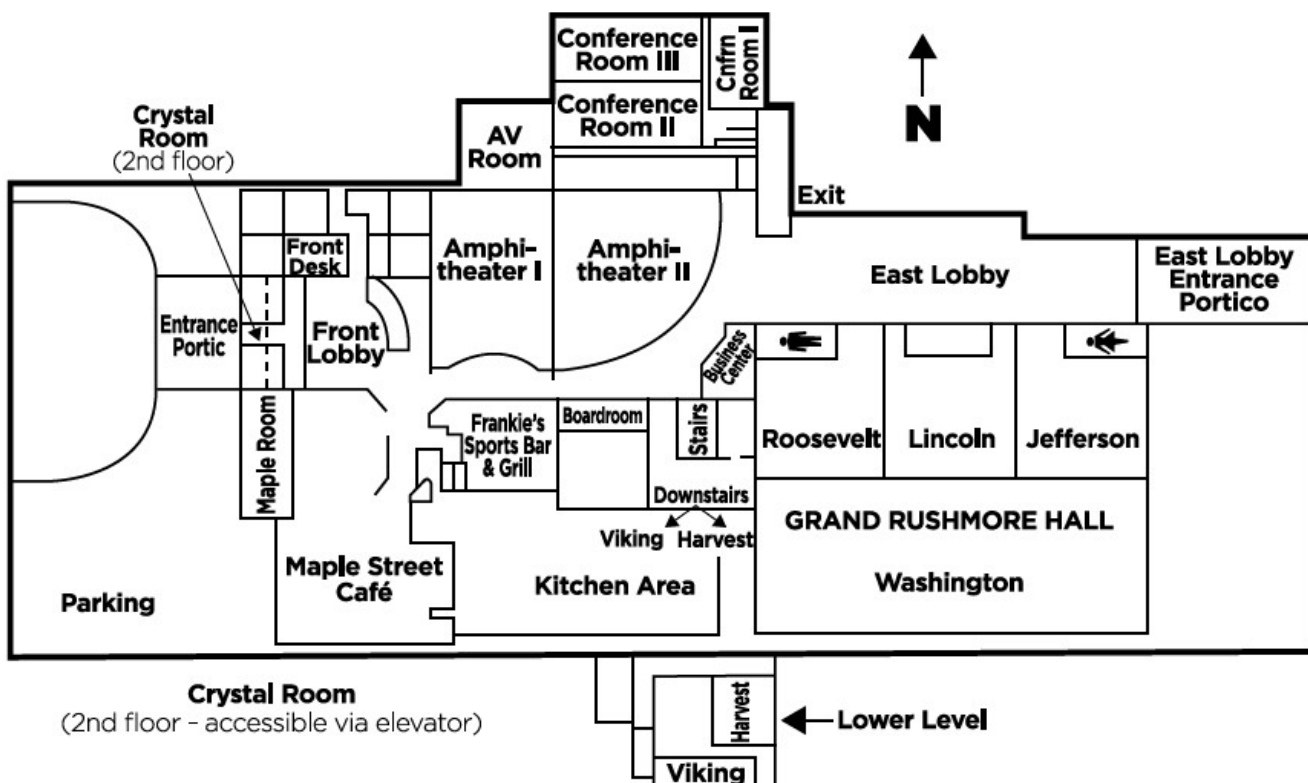 Conference
Room III
Cnfrn
Room I
Conference
Room II
N
Crystal
Room
(2nd floor)
AV
Room
Exit
Front
Desk
Amphi-
theater I
Amphi-
theater II
East Lobby
East Lobby
Entrance
Portico
Entrance
Portic
Front
Lobby
Business
Center
Maple Room
Frankie's
Sports Bar
& Grill
Boardroom
Stairs
Roosevelt
Lincoln
Jefferson
Downstairs
Viking
Harvest
GRAND RUSHMORE HALL
Washington
Maple Street
Café
Kitchen Area
Parking
Crystal Room
(2nd floor - accessible via elevator)
Harvest
Lower Level
Viking